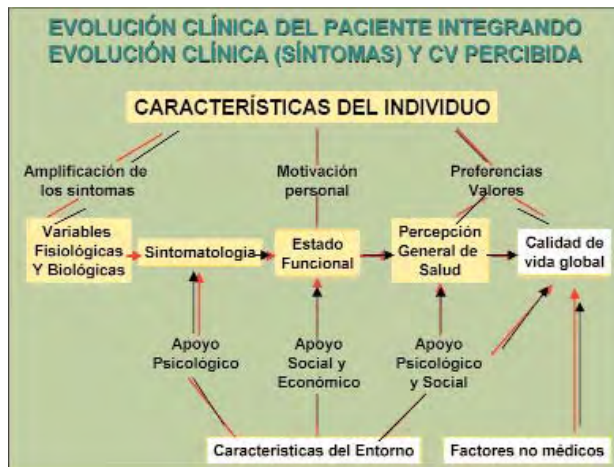 EVOLUCIÓN CLÍNICA DEL PACIENTE INTEGRANDO
EVOLUCIÓN CLÍNICA (SÍNTOMAS) Y CV PERCIBIDA
CARACTERÍSTICAS DEL INDIVIDUO
Amplificación de
los síntomas
Motivación
personal
Preferencias
Valores
Variables
Fisiológicas
Y Biológicas
Sintomatología
Estado
Funcional
Percepción
General de
Salud
Calidad de
vida global
Apoyo
Psicológico
Apoyo
Social y
Económico
Apoyo
Psicológico
y Social
Características del Entorno
Factores no médicos